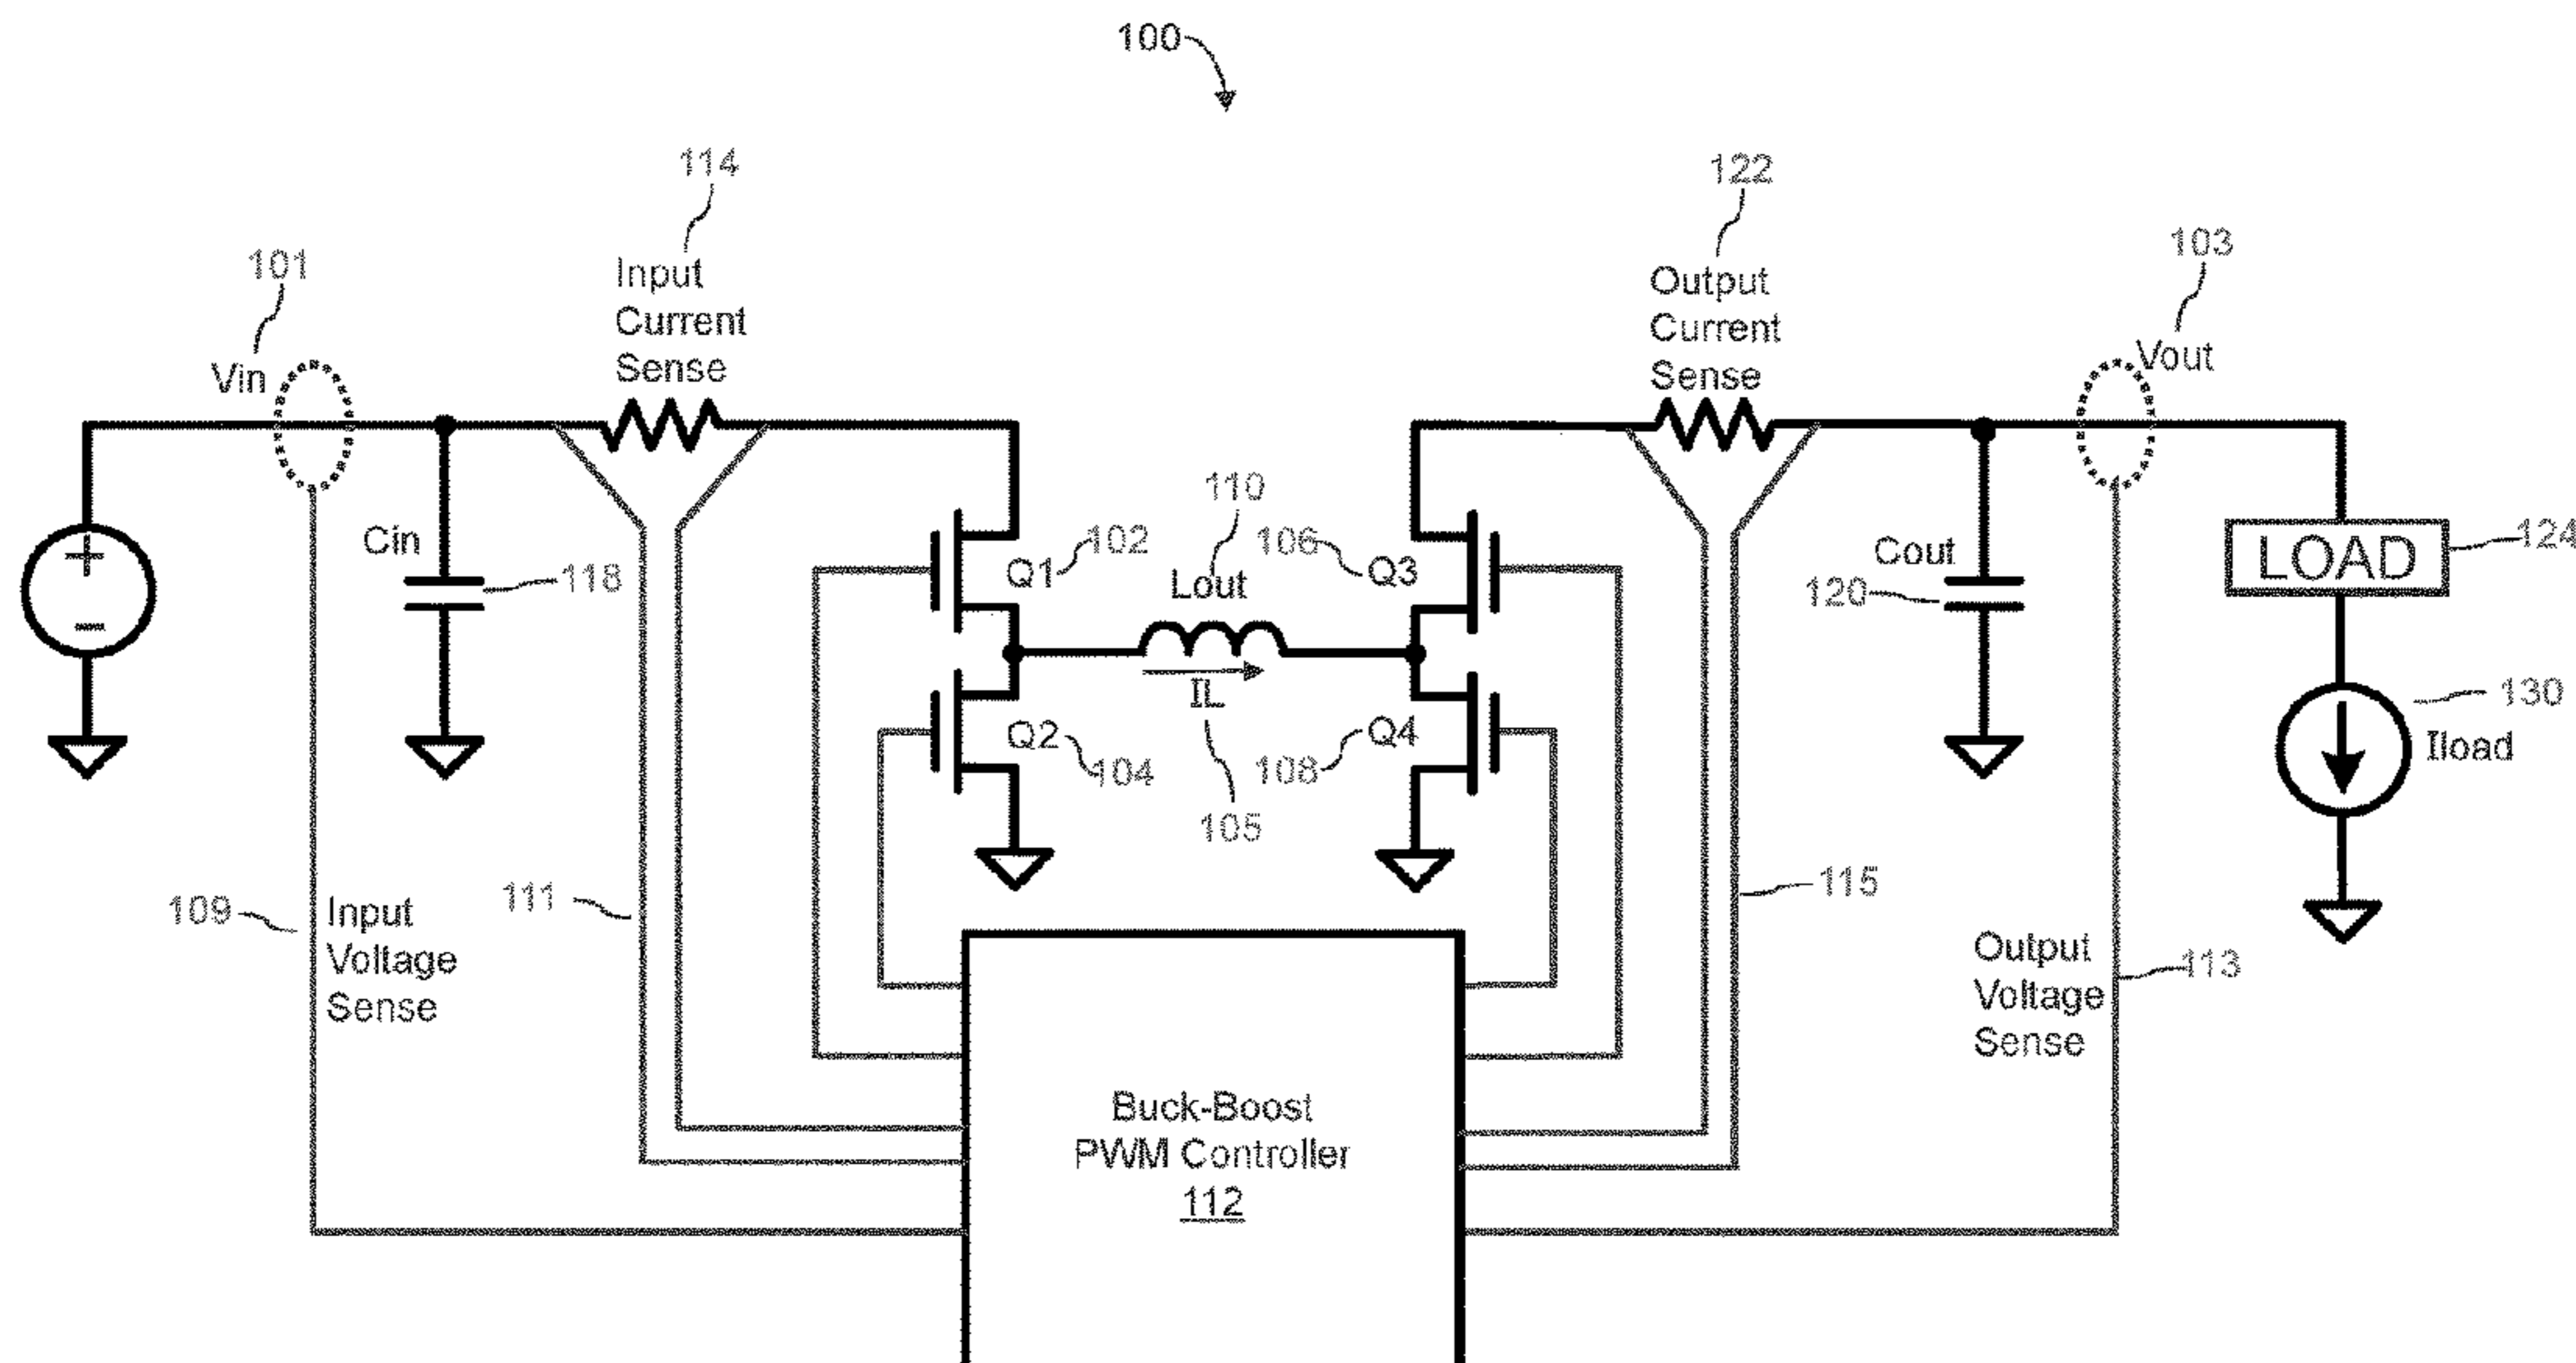 100
114
122
101
103
Input
Current
Sense
Output
Current
Sense
Vin
Vout
110
Cin
118
Q1
102
Lout
106
Q3
Cout
120
LOAD
124
+
−
IL
Q2
104
105
108
Q4
130
Iload
109
Input
Voltage
Sense
111
115
Output
Voltage
Sense
113
Buck-Boost
PWM Controller
112